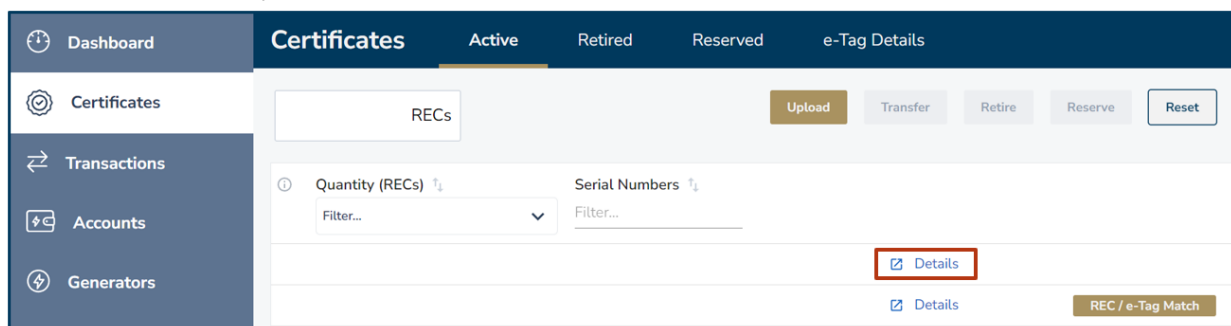 Dashboard
Certificates
Transactions
Accounts
Generators
Certificates Active Retired Reserved e-Tag Details
RECs Upload Transfer Retire Reserve Reset
Quantity (RECs) Serial Numbers
Filter... Filter...
Details
Details REC / e-Tag Match